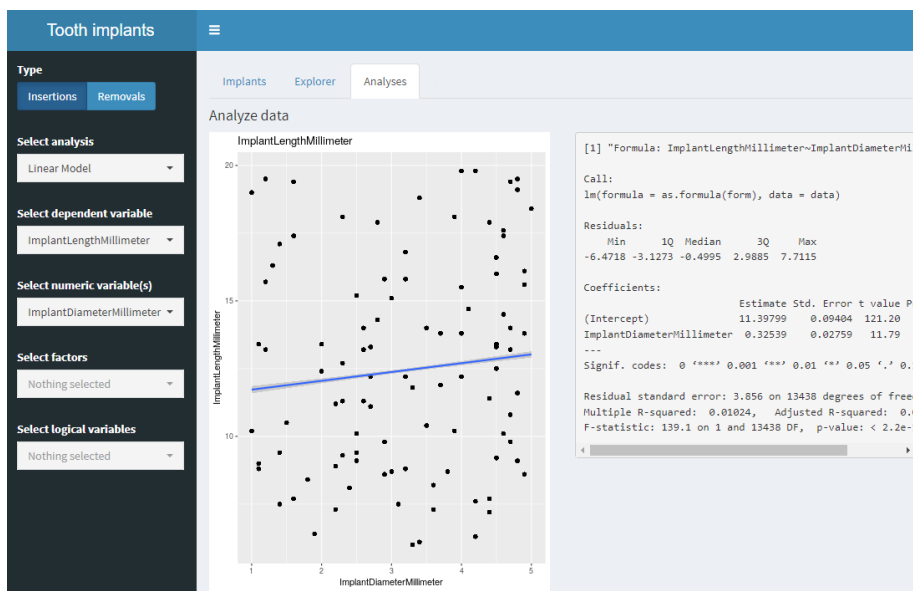 Tooth implants
Type
Insertions Removals
Select analysis
Linear Model
Select dependent variable
ImplantLengthMillimeter
Select numeric variable(s)
ImplantDiameterMillimeter
Select factors
Nothing selected
Select logical variables
Nothing selected
Implants Explorer Analyses
Analyze data
ImplantLengthMillimeter
20
15
10
ImplantLengthMillimeter
1 2 3 4 5
ImplantDiameterMillimeter
[1] "Formula: ImplantLengthMillimeter~ImplantDiameterMi
Call:
lm(formula = as.formula(form), data = data)
Residuals:
Min 1Q Median 3Q Max
-6.4718 -3.1273 -0.4995 2.9885 7.7115
Coefficients:
Estimate Std. Error t value P
(Intercept) 11.39799 0.09404 121.20
ImplantDiameterMillimeter 0.32539 0.02759 11.79
---
Signif. codes: 0 ‘***’ 0.001 ‘**’ 0.01 ‘*’ 0.05 ‘.’ 0.
Residual standard error: 3.856 on 13438 degrees of free
Multiple R-squared: 0.01024, Adjusted R-squared: 0.
F-statistic: 139.1 on 1 and 13438 DF, p-value: < 2.2e-